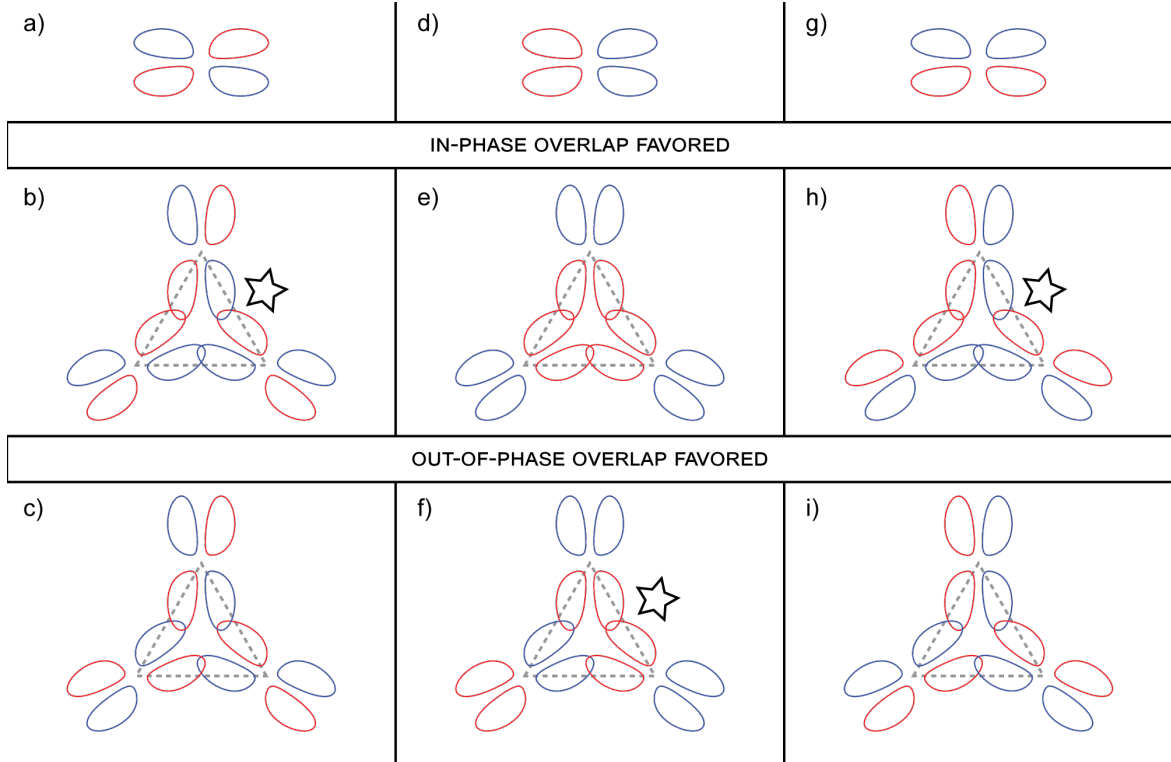 a)
d)
g)
IN-PHASE OVERLAP FAVORED
b)
e)
h)
OUT-OF-PHASE OVERLAP FAVORED
c)
f)
i)